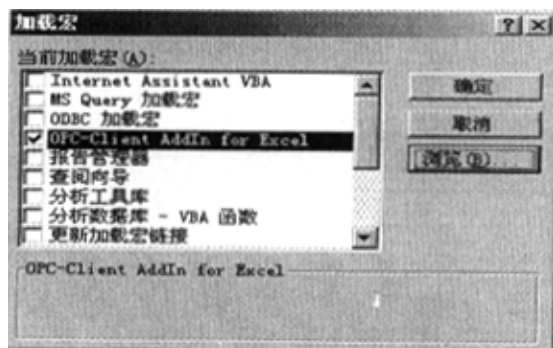 加载宏
当前加载宏(A):
Internet Assistant VBA
MS Query 加载宏
ODBC 加载宏
OPC-Client AddIn for Excel
报告管理器
查阅向导
分析工具库
分析数据库 - VBA 函数
更新加载宏链接
确定
取消
浏览(B)...
OPC-Client AddIn for Excel